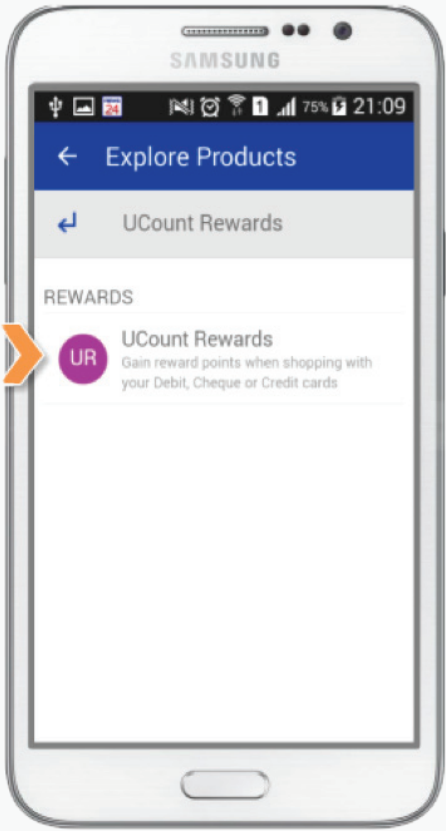 SAMSUNG
24 1 75% 21:09
Explore Products
UCount Rewards
REWARDS
UCount Rewards
UR
Gain reward points when shopping with
your Debit, Cheque or Credit cards